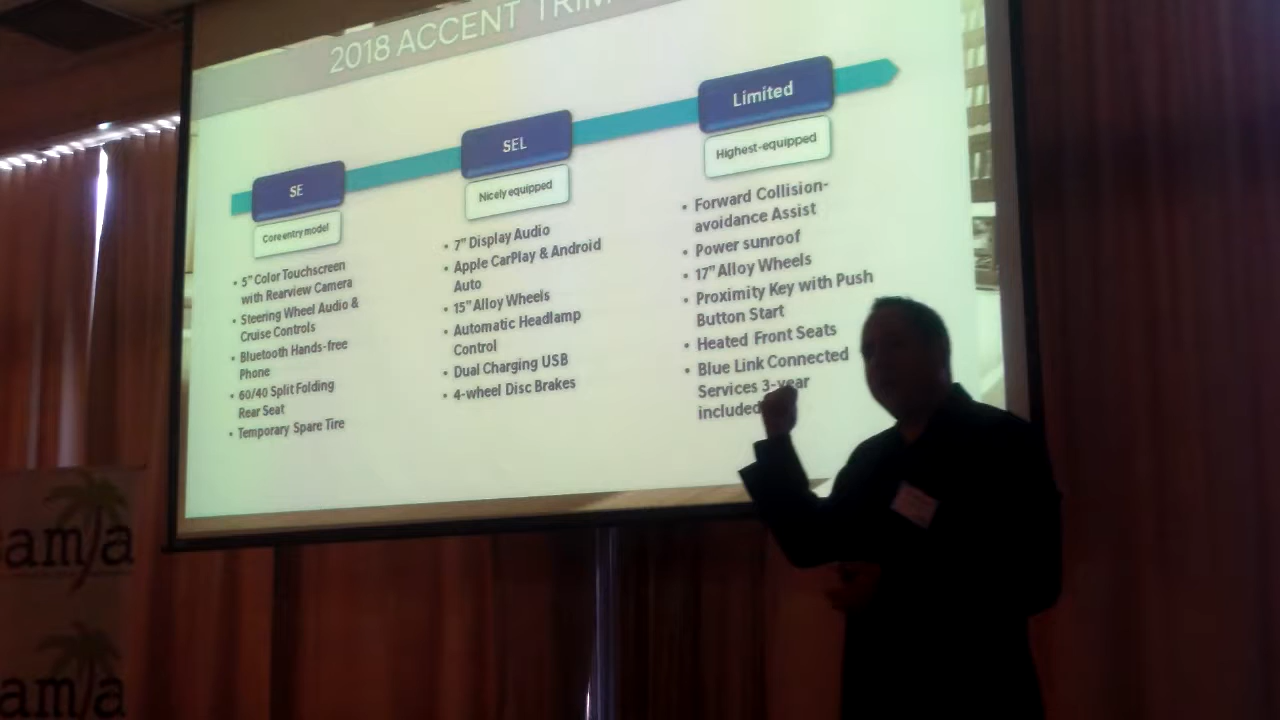 2018 ACCENT TRIM
SE
Core entry model
• 5" Color Touchscreen
with Rearview Camera
• Steering Wheel Audio &
Cruise Controls
• Bluetooth Hands-free
Phone
• 60/40 Split Folding
Rear Seat
• Temporary Spare Tire
SEL
Nicely equipped
• 7" Display Audio
• Apple CarPlay & Android
Auto
• 15" Alloy Wheels
• Automatic Headlamp
Control
• Dual Charging USB
• 4-wheel Disc Brakes
Limited
Highest-equipped
• Forward Collision-
avoidance Assist
• Power sunroof
• 17" Alloy Wheels
• Proximity Key with Push
Button Start
• Heated Front Seats
• Blue Link Connected
Services 3-year
included
sama
ama